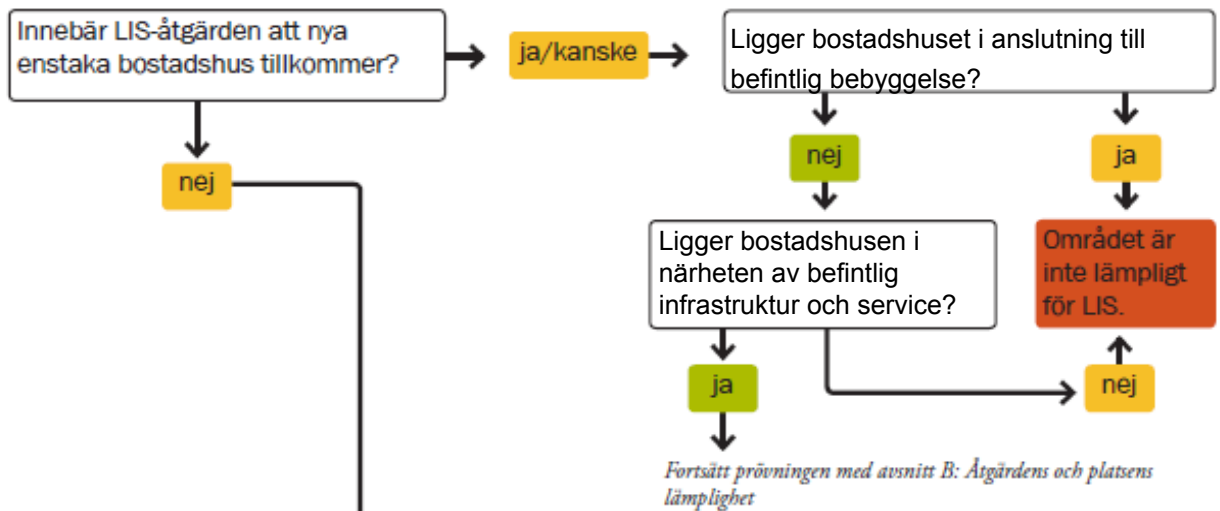 Innebär LIS-åtgärden att nya
enstaka bostadshus tillkommer?
ja/kanske
Ligger bostadshuset i anslutning till
befintlig bebyggelse?
nej
nej
ja
Ligger bostadshusen i
närheten av befintlig
infrastruktur och service?
Området är
inte lämpligt
för LIS.
ja
nej
Fortsätt prövningen med avsnitt B: Åtgärdens och platsens
lämplighet